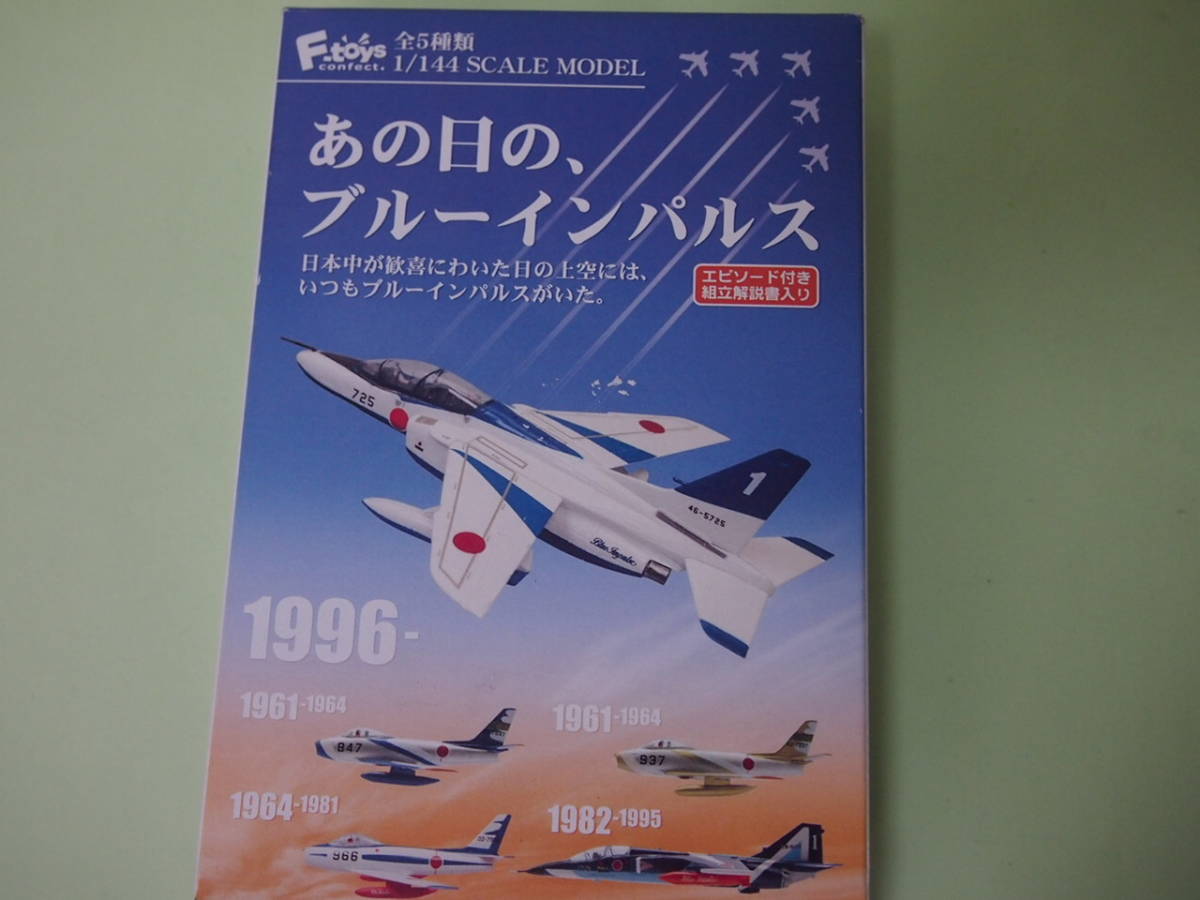 F-toys
confect.
全5種類
1/144 SCALE MODEL
あの日の、
ブルーインパルス
日本中が歓喜にわいた日の上空には、
いつもブルーインパルスがいた。
エピソード付き
組立解説書入り
725
1
46-5725
Blue Impulse
1996-
1961-1964
847
1961-1964
937
1964-1981
966
1982-1995
1